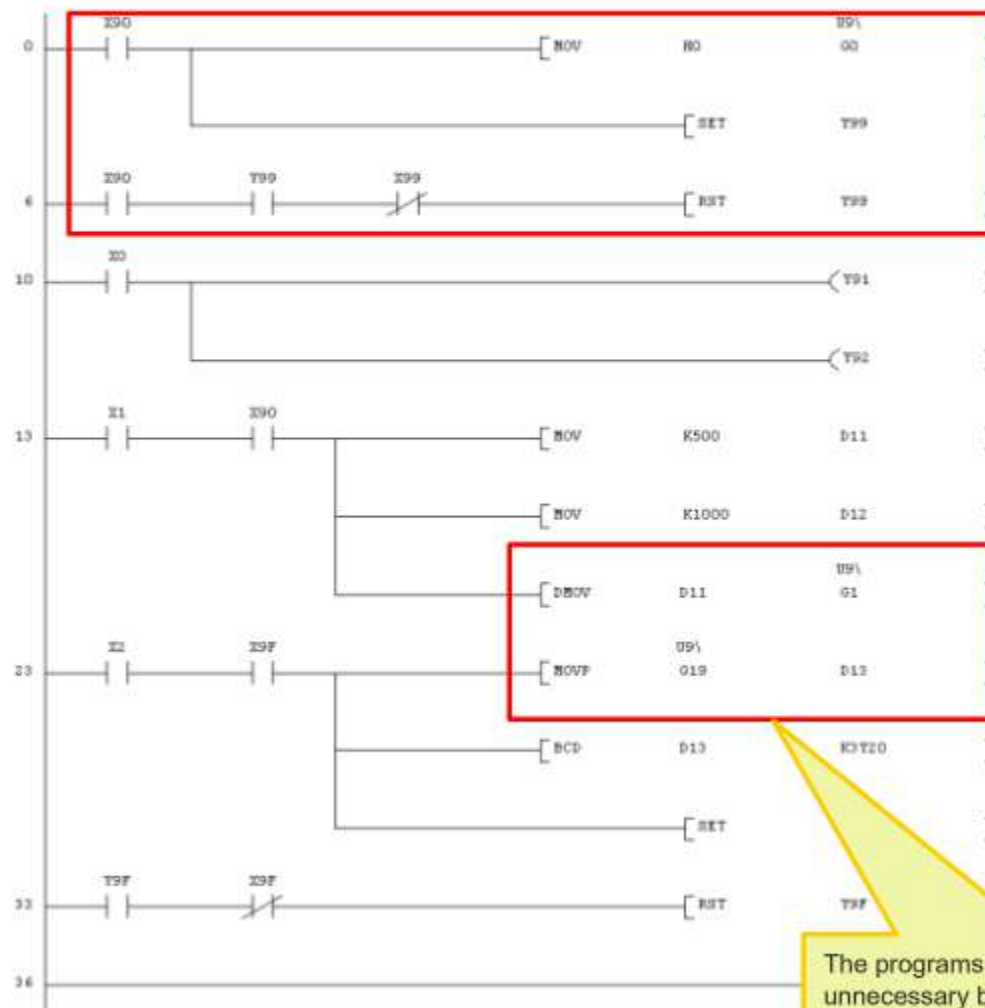 X90 U9\
0 MOV H0 G0
SET Y99
X90 Y99 X99
6 RST Y99
X0
10 Y91
Y92
X1 X90
13 MOV K500 D11
MOV K1000 D12
U9\
DMOV D11 G1
X2 X9F U9\
23 MOVP G19 D13
BCD D13 K3Y20
SET
Y9F X9F
33 RST Y9F
36
The programs
unnecessary b